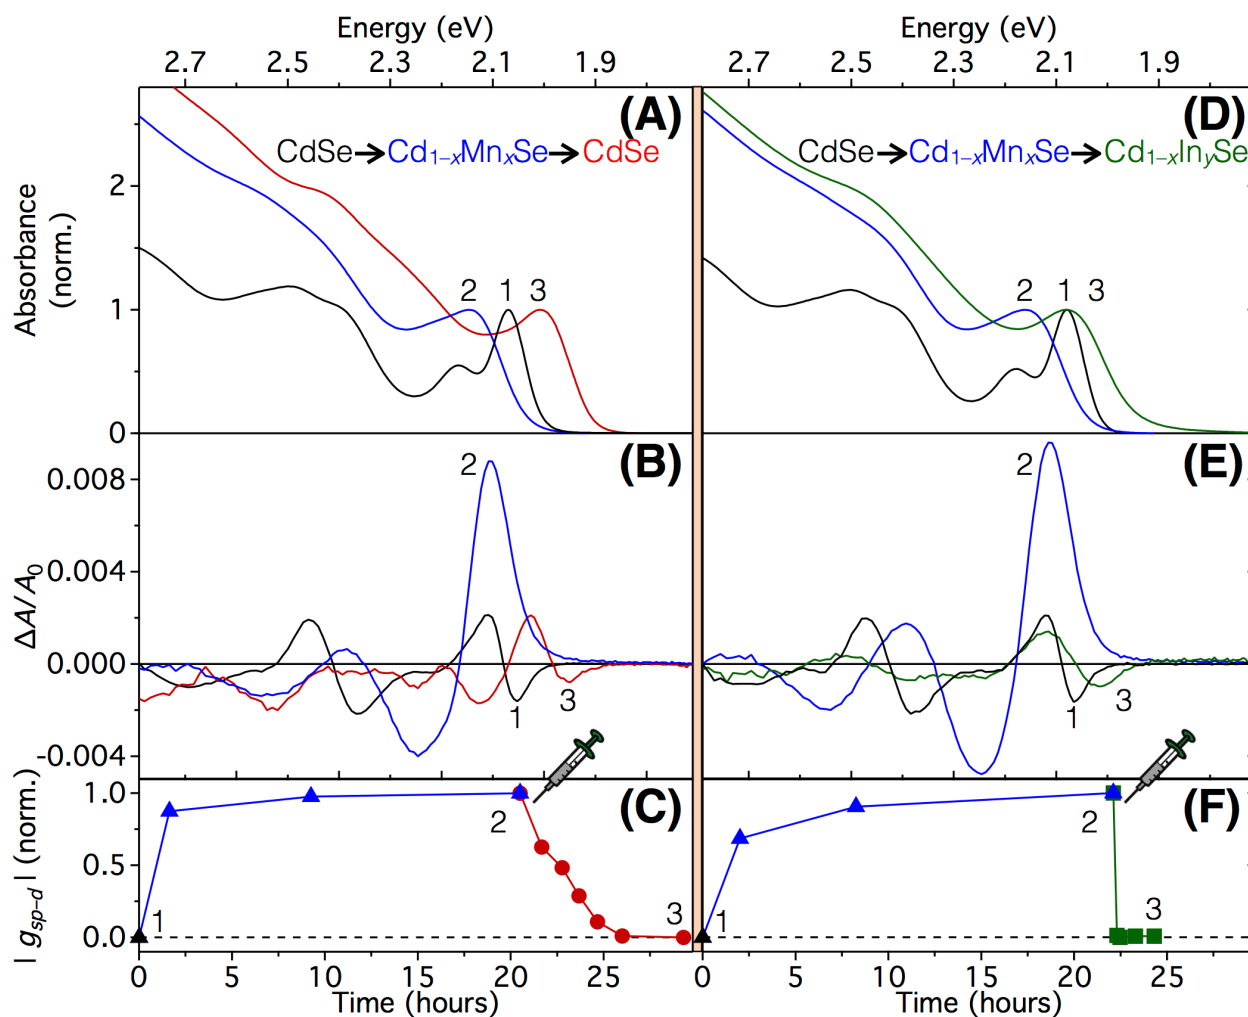 Energy (eV) Energy (eV)
2.7 2.5 2.3 2.1 1.9 2.7 2.5 2.3 2.1 1.9
(A) (D)
CdSe→Cd1−xMnxSe→CdSe CdSe→Cd1−xMnxSe→Cd1−xInySe
Absorbance
(norm.)
2
1
0
2 1 3 2 1 3
(B) (E)
ΔA/A0
0.008
0.004
0.000
-0.004
2 1 3 2 1 3
(C) (F)
| gsp−d | (norm.)
1.0
0.5
0.0
1 2 3 1 2 3
0 5 10 15 20 25 0 5 10 15 20 25
Time (hours) Time (hours)